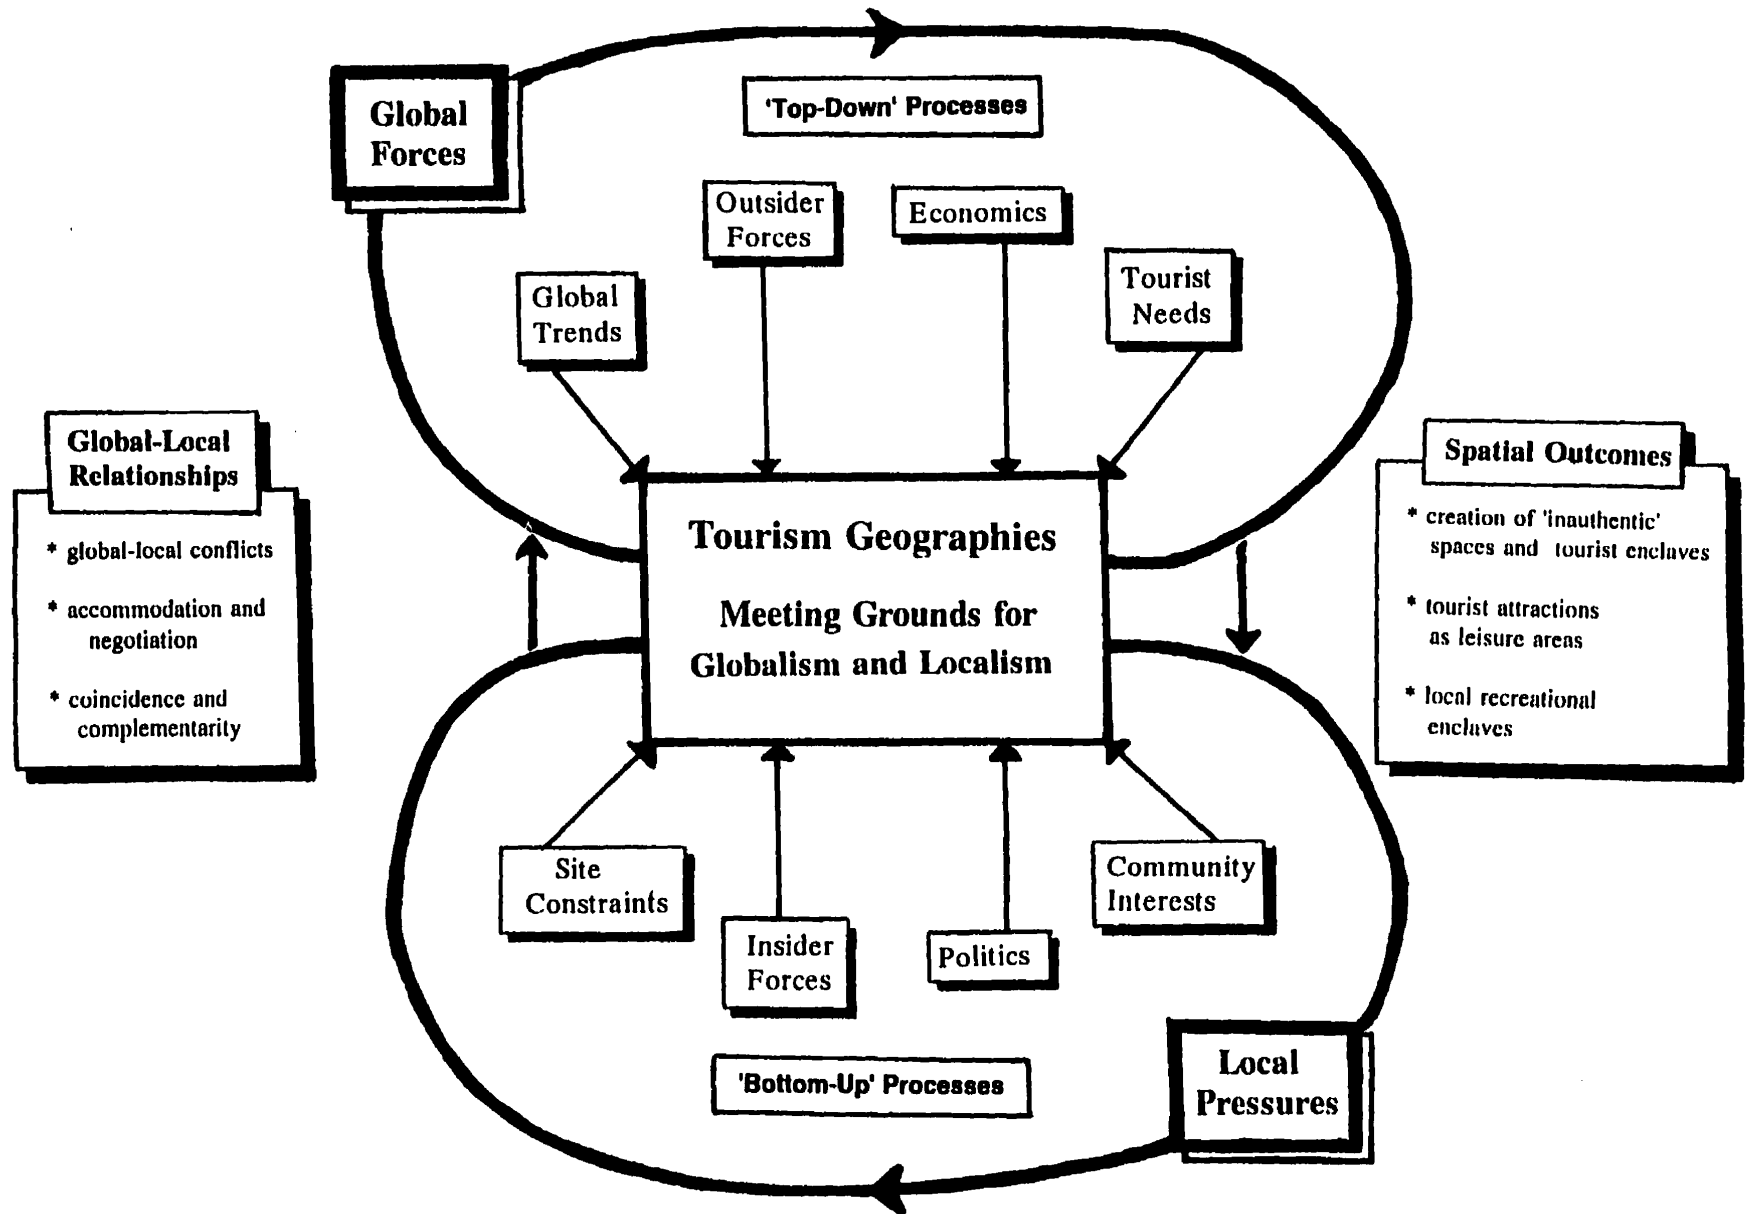 Global
Forces
'Top-Down' Processes
Outsider
Forces
Economics
Global
Trends
Tourist
Needs
Global-Local
Relationships
* global-local conflicts
* accommodation and
negotiation
* coincidence and
complementarity
Tourism Geographies
Meeting Grounds for
Globalism and Localism
Spatial Outcomes
* creation of 'inauthentic'
spaces and tourist enclaves
* tourist attractions
as leisure areas
* local recreational
enclaves
Site
Constraints
Insider
Forces
Politics
Community
Interests
'Bottom-Up' Processes
Local
Pressures